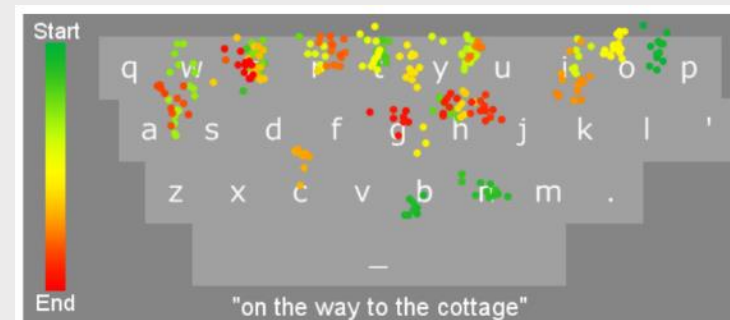 Start
q w e r t y u i o p
a s d f g h j k l '
z x c v b n m .
_
End
"on the way to the cottage"